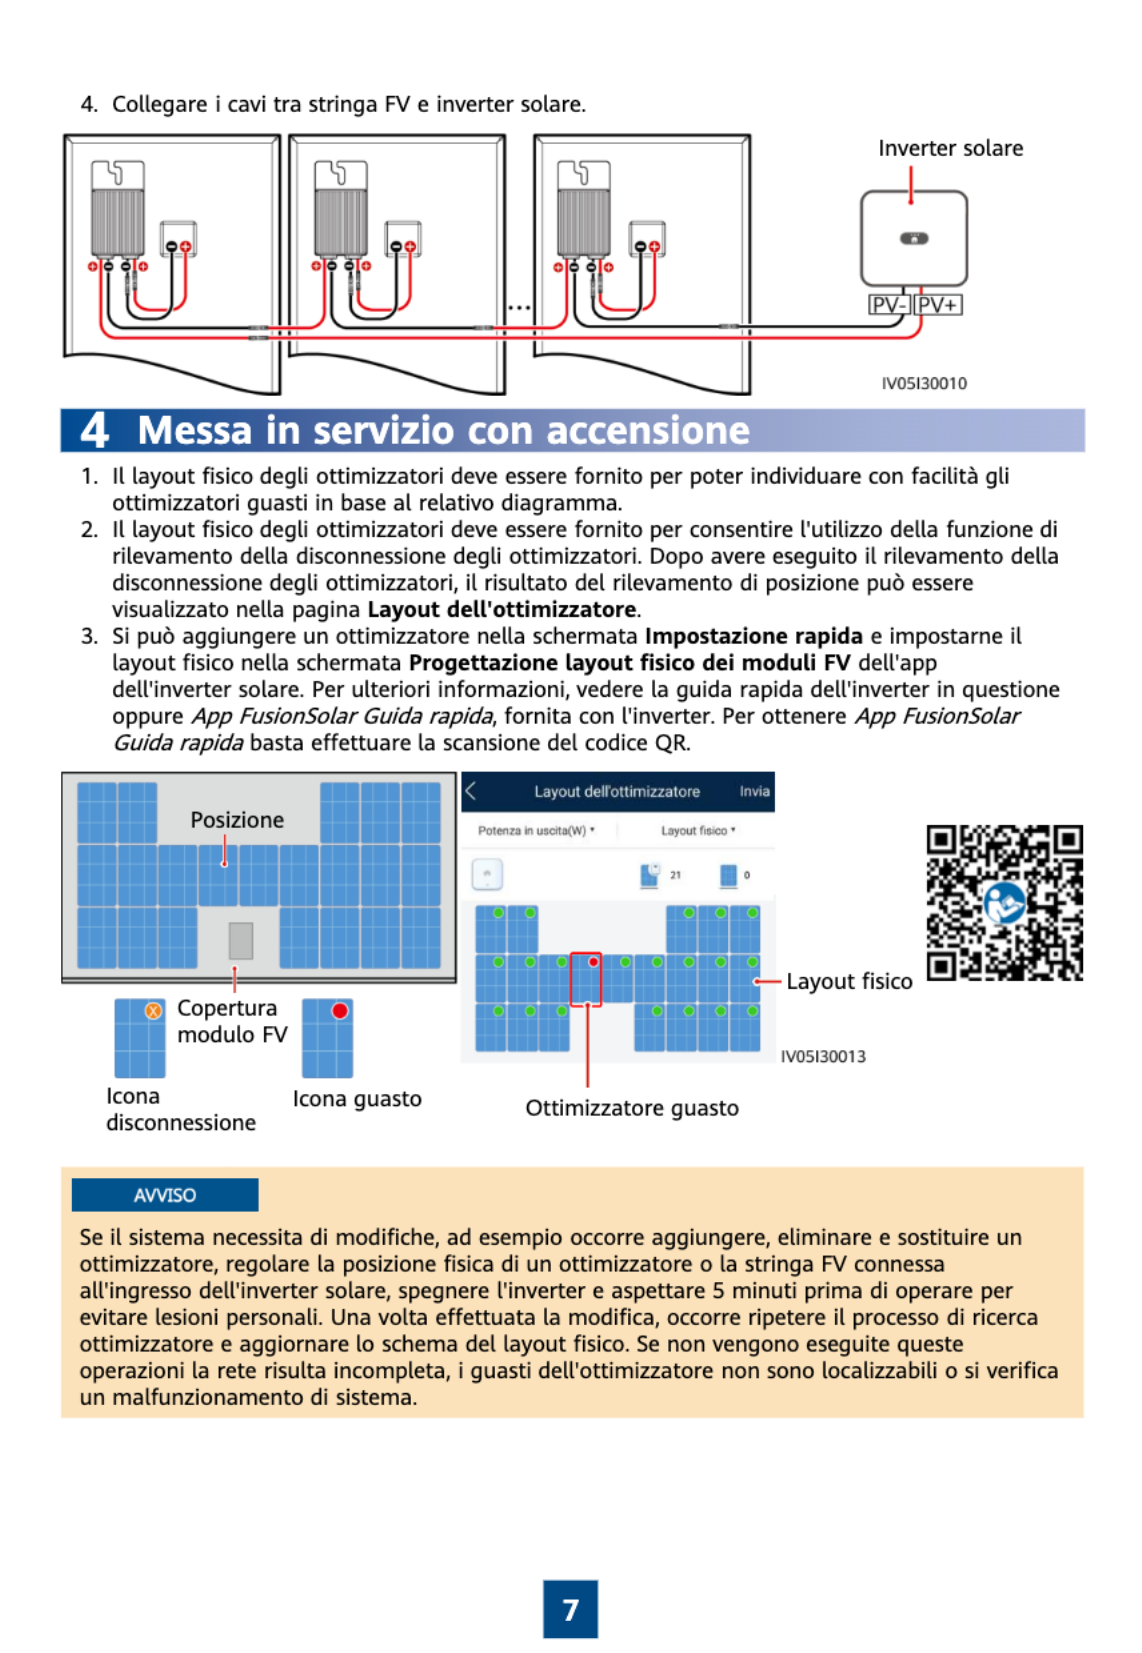 4. Collegare i cavi tra stringa FV e inverter solare.
Inverter solare
PV- PV+
IV05I30010
4 Messa in servizio con accensione
1. Il layout fisico degli ottimizzatori deve essere fornito per poter individuare con facilità gli
ottimizzatori guasti in base al relativo diagramma.
2. Il layout fisico degli ottimizzatori deve essere fornito per consentire l'utilizzo della funzione di
rilevamento della disconnessione degli ottimizzatori. Dopo avere eseguito il rilevamento della
disconnessione degli ottimizzatori, il risultato del rilevamento di posizione può essere
visualizzato nella pagina Layout dell'ottimizzatore.
3. Si può aggiungere un ottimizzatore nella schermata Impostazione rapida e impostarne il
layout fisico nella schermata Progettazione layout fisico dei moduli FV dell'app
dell'inverter solare. Per ulteriori informazioni, vedere la guida rapida dell'inverter in questione
oppure App FusionSolar Guida rapida, fornita con l'inverter. Per ottenere App FusionSolar
Guida rapida basta effettuare la scansione del codice QR.
Posizione
Copertura
modulo FV
X
Icona
disconnessione
Icona guasto
Layout dell'ottimizzatore Invia
Potenza in uscita(W) Layout fisico
21 0
Layout fisico
IV05I30013
Ottimizzatore guasto
AVVISO
Se il sistema necessita di modifiche, ad esempio occorre aggiungere, eliminare e sostituire un
ottimizzatore, regolare la posizione fisica di un ottimizzatore o la stringa FV connessa
all'ingresso dell'inverter solare, spegnere l'inverter e aspettare 5 minuti prima di operare per
evitare lesioni personali. Una volta effettuata la modifica, occorre ripetere il processo di ricerca
ottimizzatore e aggiornare lo schema del layout fisico. Se non vengono eseguite queste
operazioni la rete risulta incompleta, i guasti dell'ottimizzatore non sono localizzabili o si verifica
un malfunzionamento di sistema.
7